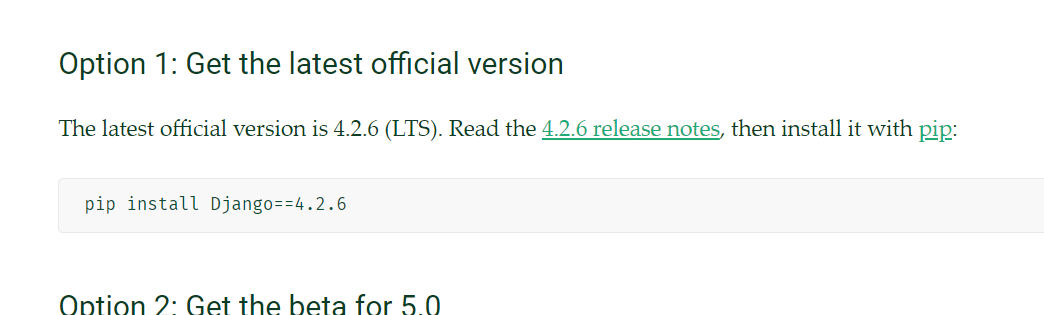 Option 1: Get the latest official version
The latest official version is 4.2.6 (LTS). Read the 4.2.6 release notes, then install it with pip:
pip install Django==4.2.6
Option 2: Get the beta for 5.0